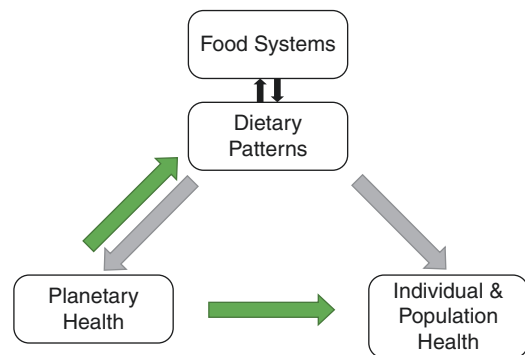 Food Systems
Dietary
Patterns
Planetary
Health
Individual &
Population
Health